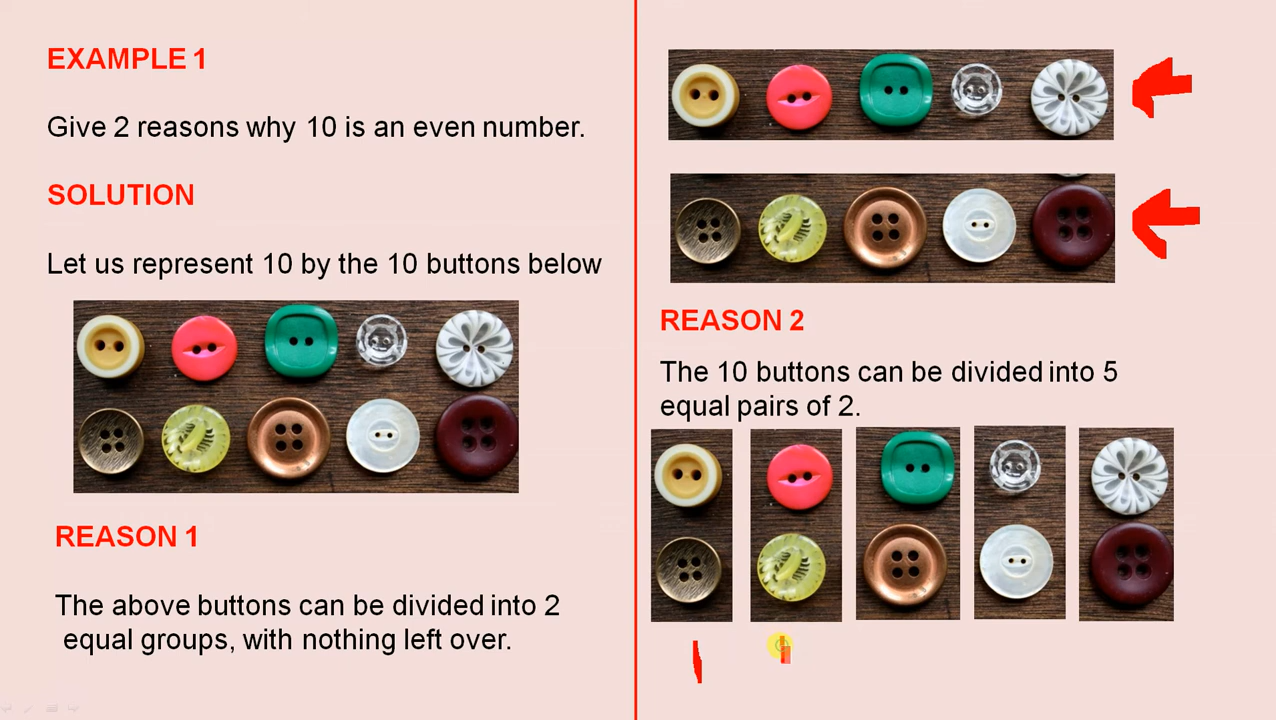 EXAMPLE 1
Give 2 reasons why 10 is an even number.
SOLUTION
Let us represent 10 by the 10 buttons below
REASON 1
The above buttons can be divided into 2
equal groups, with nothing left over.
REASON 2
The 10 buttons can be divided into 5
equal pairs of 2.